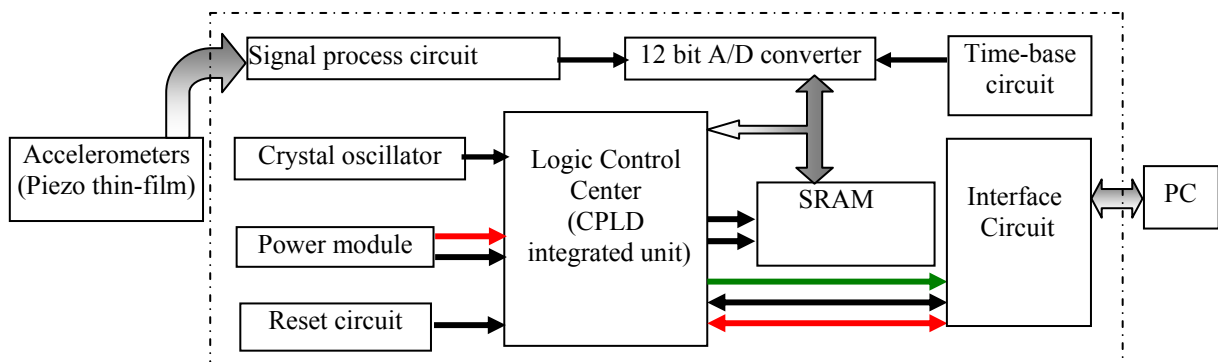 Signal process circuit
12 bit A/D converter
Time-base
circuit
Accelerometers
(Piezo thin-film)
Crystal oscillator
Logic Control
Center
(CPLD
integrated unit)
SRAM
Interface
Circuit
PC
Power module
Reset circuit